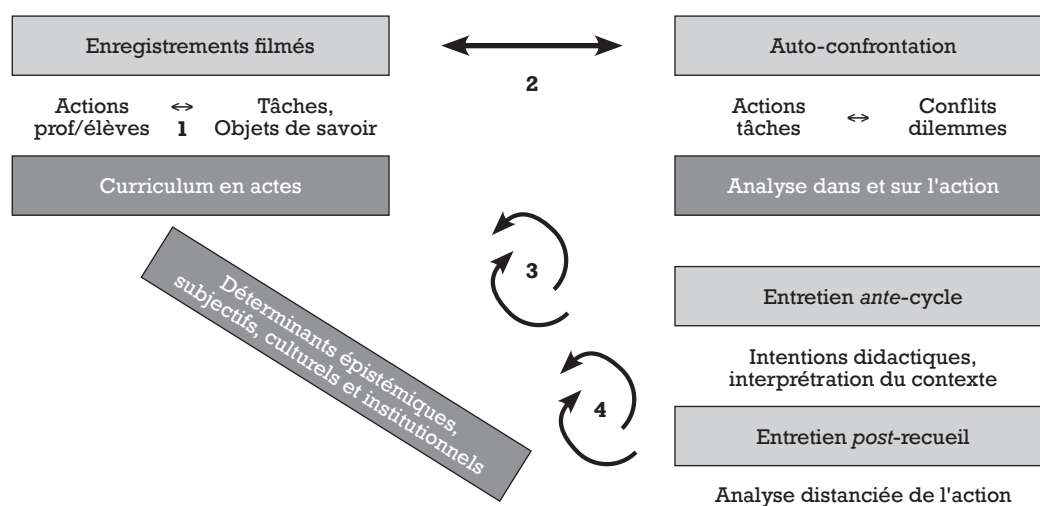 Enregistrements filmés
Auto-confrontation
2
Actions ↔ Tâches,
prof/élèves 1 Objets de savoir
Actions ↔ Conflits
tâches dilemmes
Curriculum en actes
Analyse dans et sur l'action
3
Déterminants épistémiques,
subjectifs, culturels et institutionnels
Entretien ante-cycle
Intentions didactiques,
interprétration du contexte
4
Entretien post-recueil
Analyse distanciée de l'action